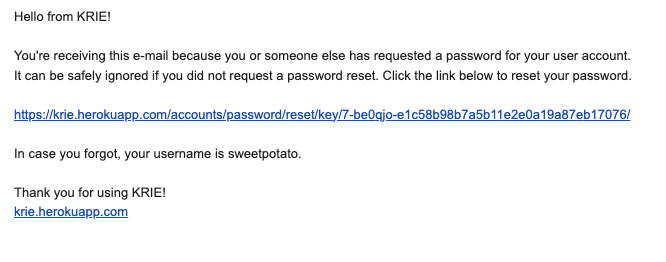 Hello from KRIE!
You're receiving this e-mail because you or someone else has requested a password for your user account.
It can be safely ignored if you did not request a password reset. Click the link below to reset your password.
https://krie.herokuapp.com/accounts/password/reset/key/7-be0qjo-e1c58b98b7a5b11e2e0a19a87eb17076/
In case you forgot, your username is sweetpotato.
Thank you for using KRIE!
krie.herokuapp.com